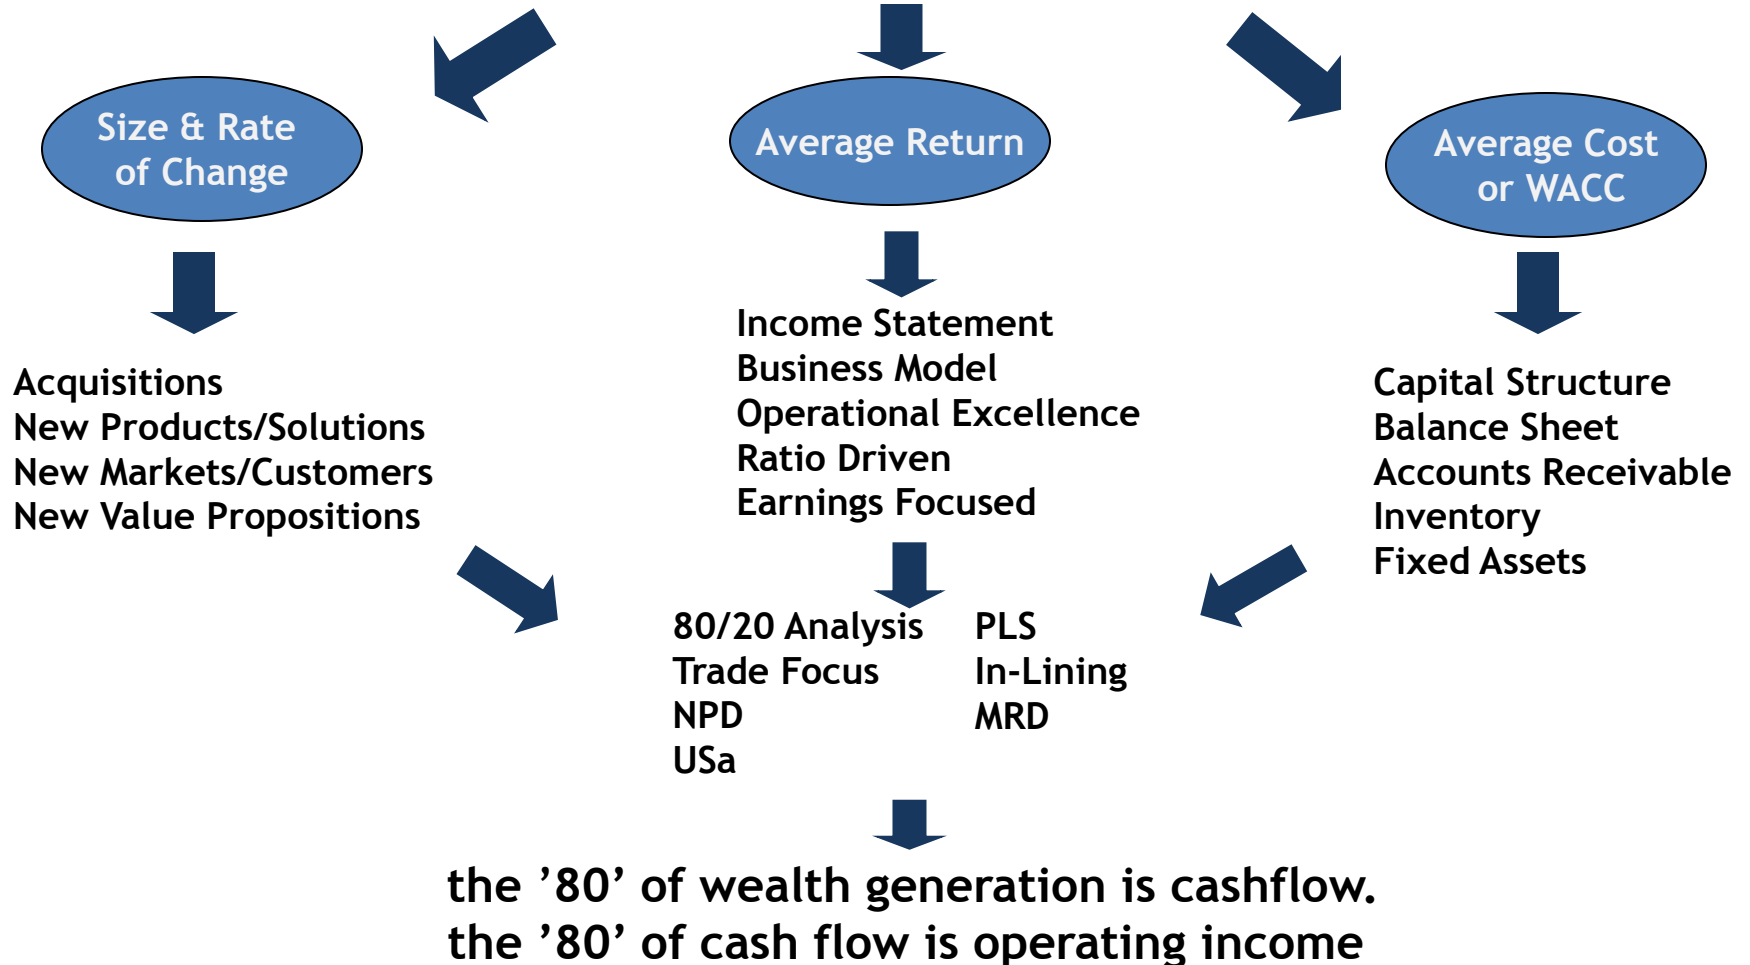 Size & Rate
of Change
Average Return
Average Cost
or WACC
Acquisitions
New Products/Solutions
New Markets/Customers
New Value Propositions
Income Statement
Business Model
Operational Excellence
Ratio Driven
Earnings Focused
Capital Structure
Balance Sheet
Accounts Receivable
Inventory
Fixed Assets
80/20 Analysis
Trade Focus
NPD
USa
PLS
In-Lining
MRD
the ’80’ of wealth generation is cashflow.
the ’80’ of cash flow is operating income